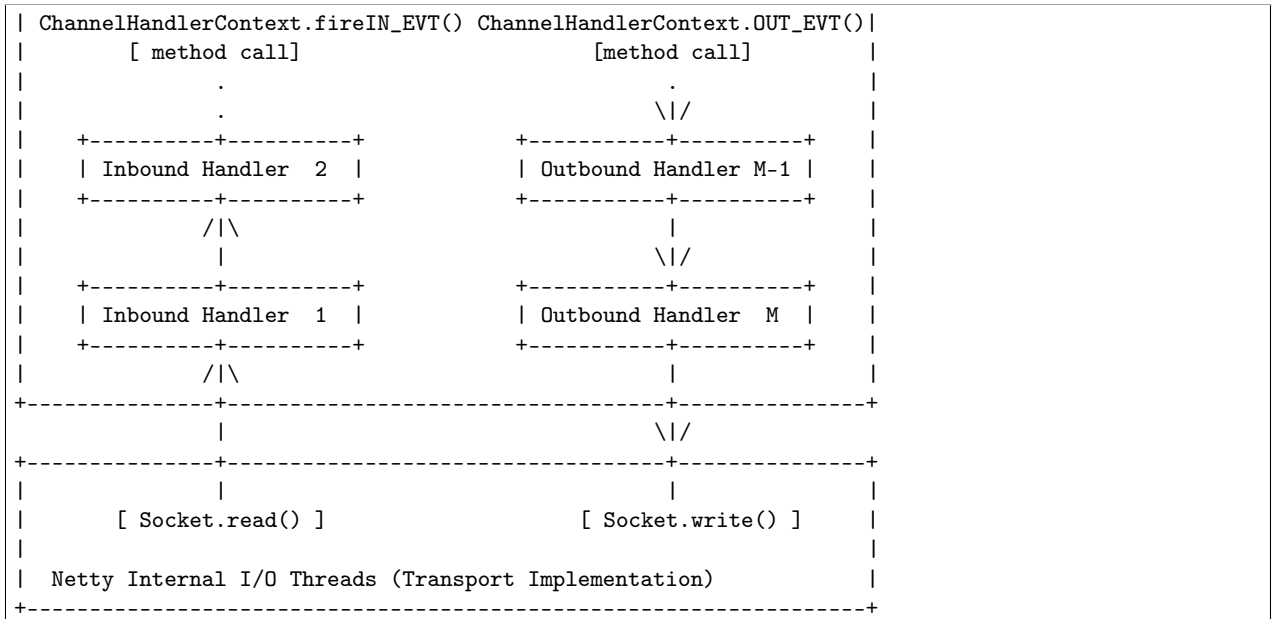 | ChannelHandlerContext.fireIN_EVT() ChannelHandlerContext.OUT_EVT()|
|        [ method call]                        [method call]          |
|                .                                    .               |
|                .                                   \|/              |
|    +----------+----------+            +-----------+----------+    |
|    | Inbound Handler  2  |            | Outbound Handler M-1 |    |
|    +----------+----------+            +-----------+----------+    |
|              /|\                                  |               |
|               |                                  \|/              |
|    +----------+----------+            +-----------+----------+    |
|    | Inbound Handler  1  |            | Outbound Handler  M  |    |
|    +----------+----------+            +-----------+----------+    |
|              /|\                                  |               |
+---------------+-----------------------------------+---------------+
                |                                  \|/
+---------------+-----------------------------------+---------------+
|               |                                   |               |
|       [ Socket.read() ]                    [ Socket.write() ]     |
|                                                                   |
|  Netty Internal I/O Threads (Transport Implementation)            |
+-------------------------------------------------------------------+